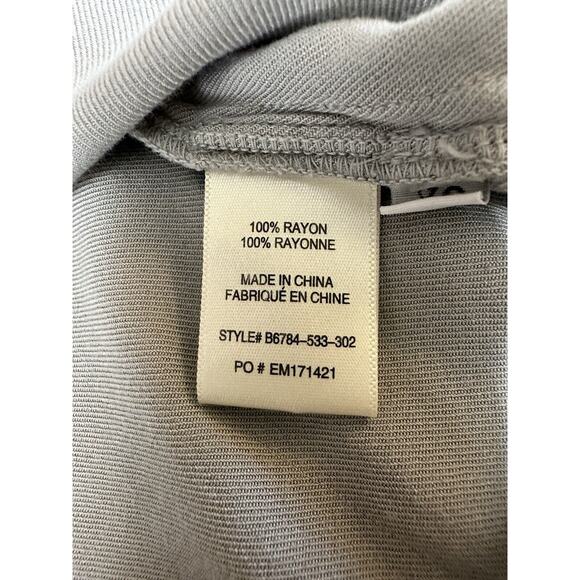 100% RAYON
100% RAYONNE
MADE IN CHINA
FABRIQUÉ EN CHINE
STYLE# B6784-533-302
PO # EM171421